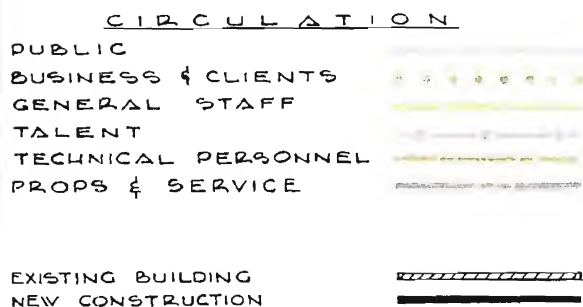 CIRCULATION
PUBLIC
BUSINESS & CLIENTS
GENERAL STAFF
TALENT
TECHNICAL PERSONNEL
PROPS & SERVICE
EXISTING BUILDING
NEW CONSTRUCTION